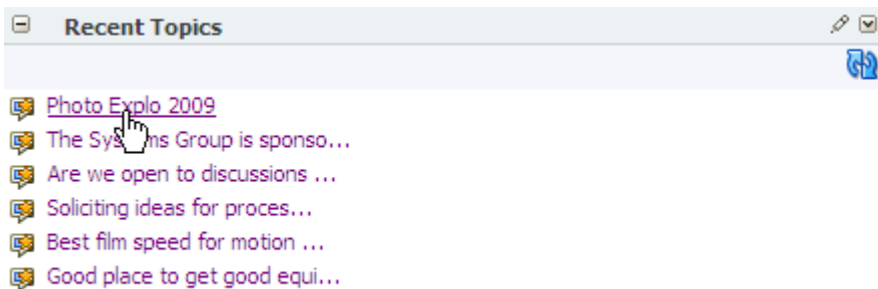 Recent Topics
Photo Explo 2009
The Systems Group is sponso...
Are we open to discussions ...
Soliciting ideas for proces...
Best film speed for motion ...
Good place to get good equi...